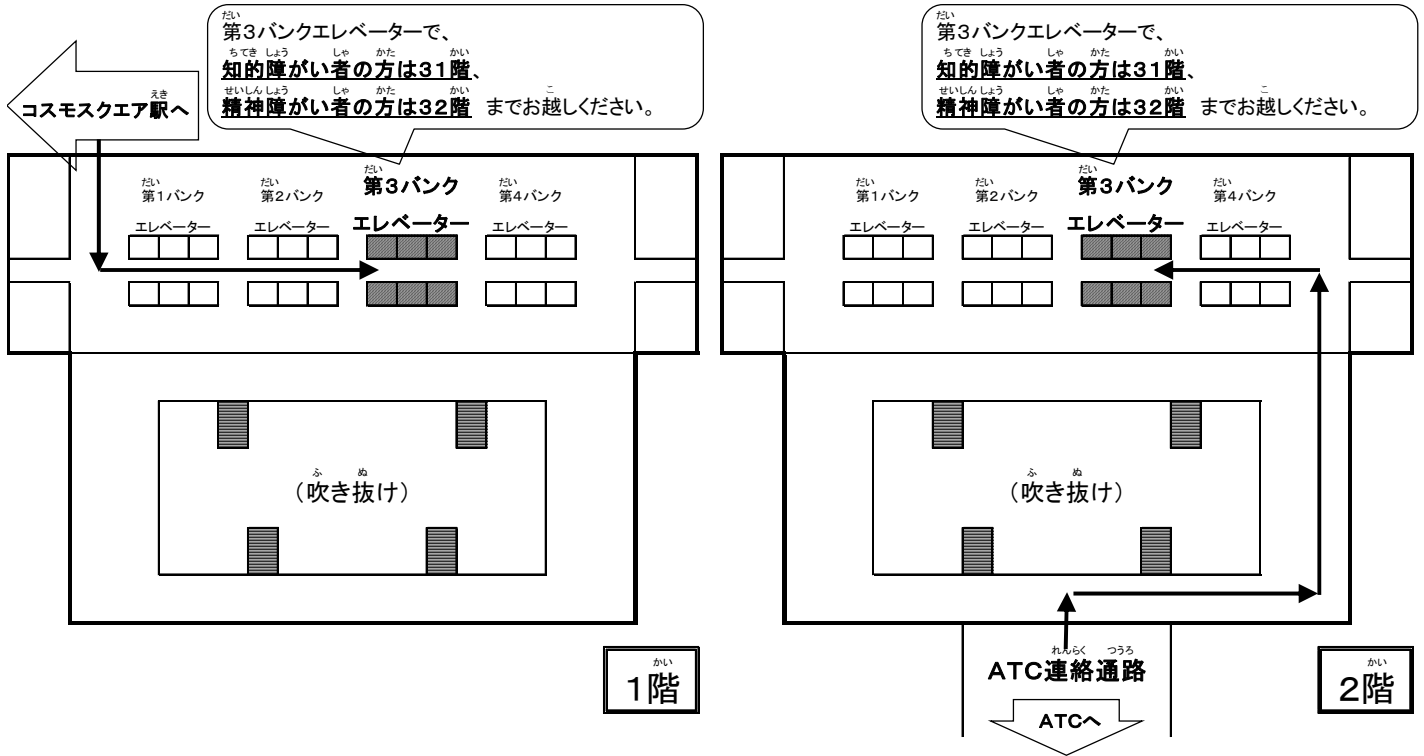 第3バンクエレベーターで、
知的障がい者の方は31階、
精神障がい者の方は32階 までお越しください。
コスモスクエア駅へ
第1バンク
エレベーター
第2バンク
エレベーター
第3バンク
エレベーター
第4バンク
エレベーター
(吹き抜け)
1階
第3バンクエレベーターで、
知的障がい者の方は31階、
精神障がい者の方は32階 までお越しください。
第1バンク
エレベーター
第2バンク
エレベーター
第3バンク
エレベーター
第4バンク
エレベーター
(吹き抜け)
ATC連絡通路
ATCへ
2階